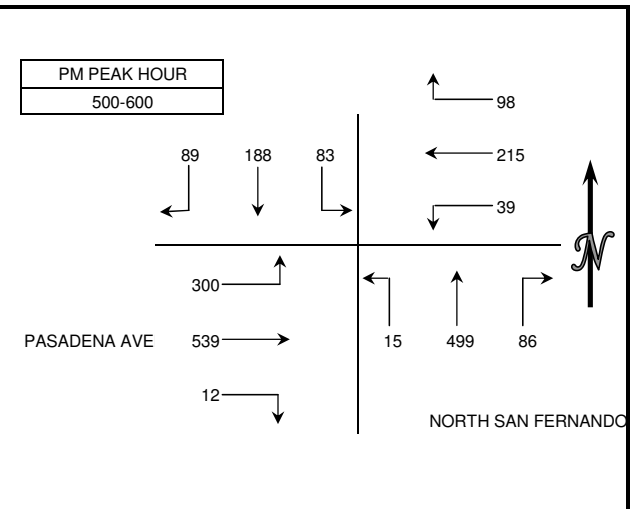 PM PEAK HOUR
500-600
98
89 188 83
215
39
300
PASADENA AVE 539
15 499 86
12
NORTH SAN FERNANDO
N